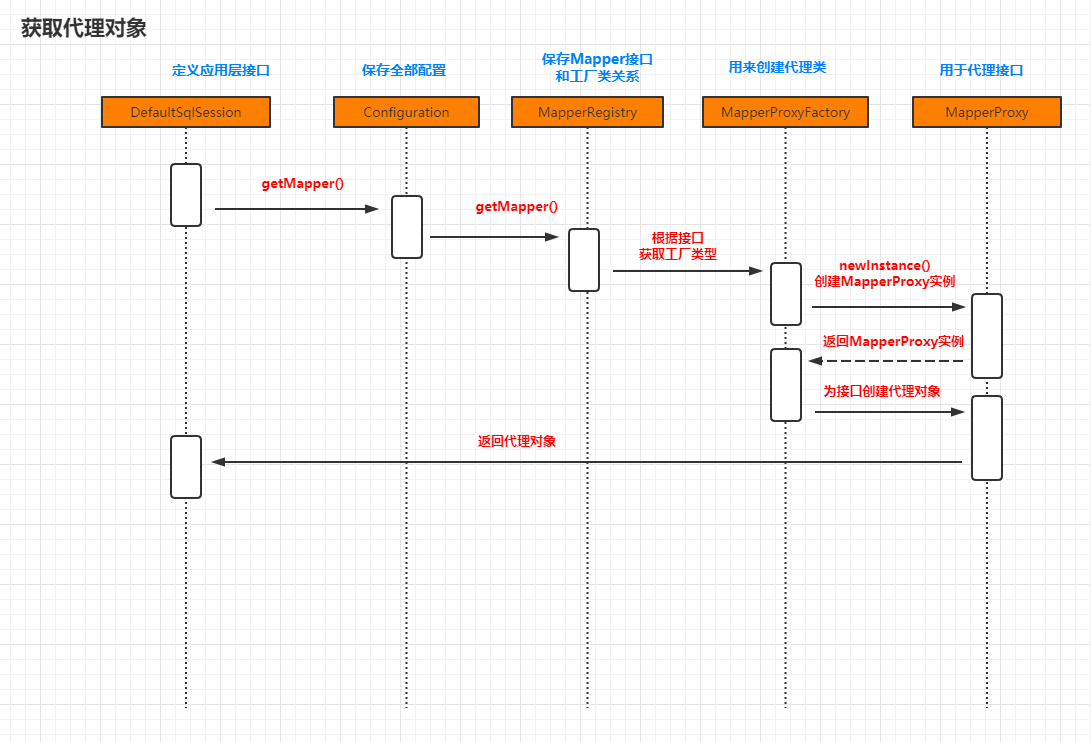 获取代理对象
定义应用层接口
保存全部配置
保存Mapper接口
和工厂类关系
用来创建代理类
用于代理接口
DefaultSqlSession
Configuration
MapperRegistry
MapperProxyFactory
MapperProxy
getMapper()
getMapper()
根据接口
获取工厂类型
newInstance()
创建MapperProxy实例
返回MapperProxy实例
为接口创建代理对象
返回代理对象